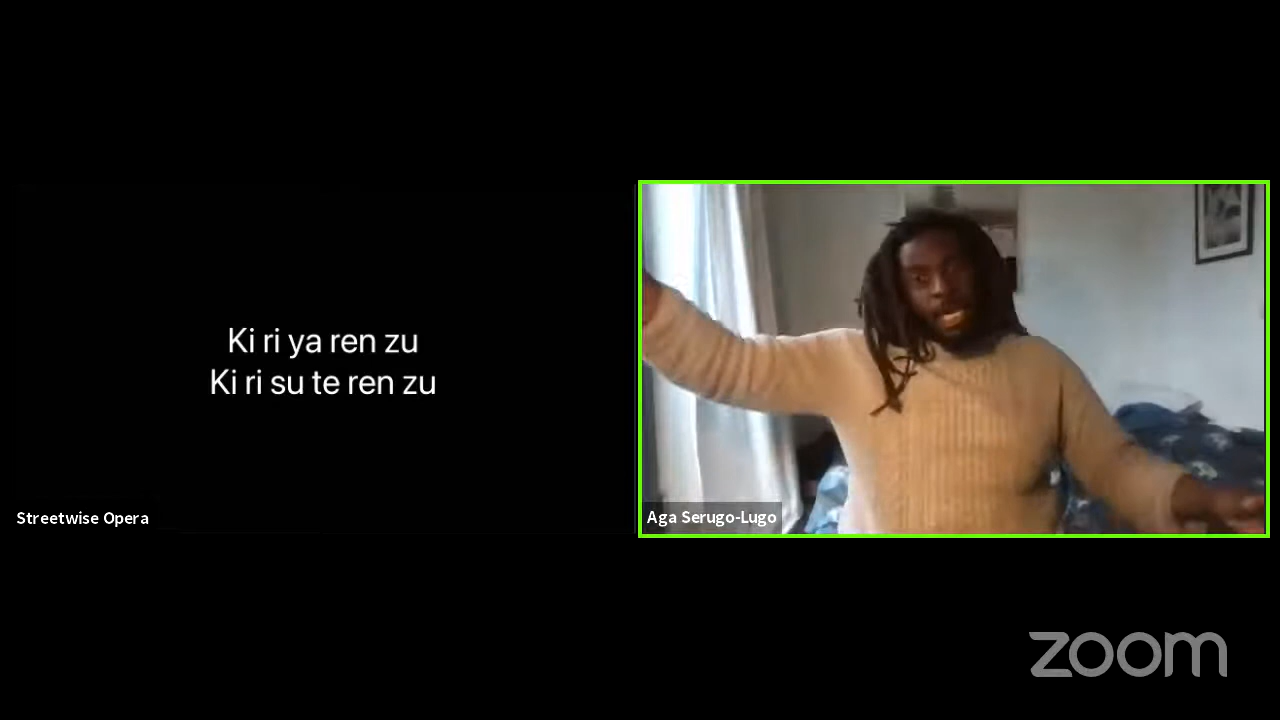 Ki ri ya ren zu
Ki ri su te ren zu
Streetwise Opera
Aga Serugo-Lugo
zoom